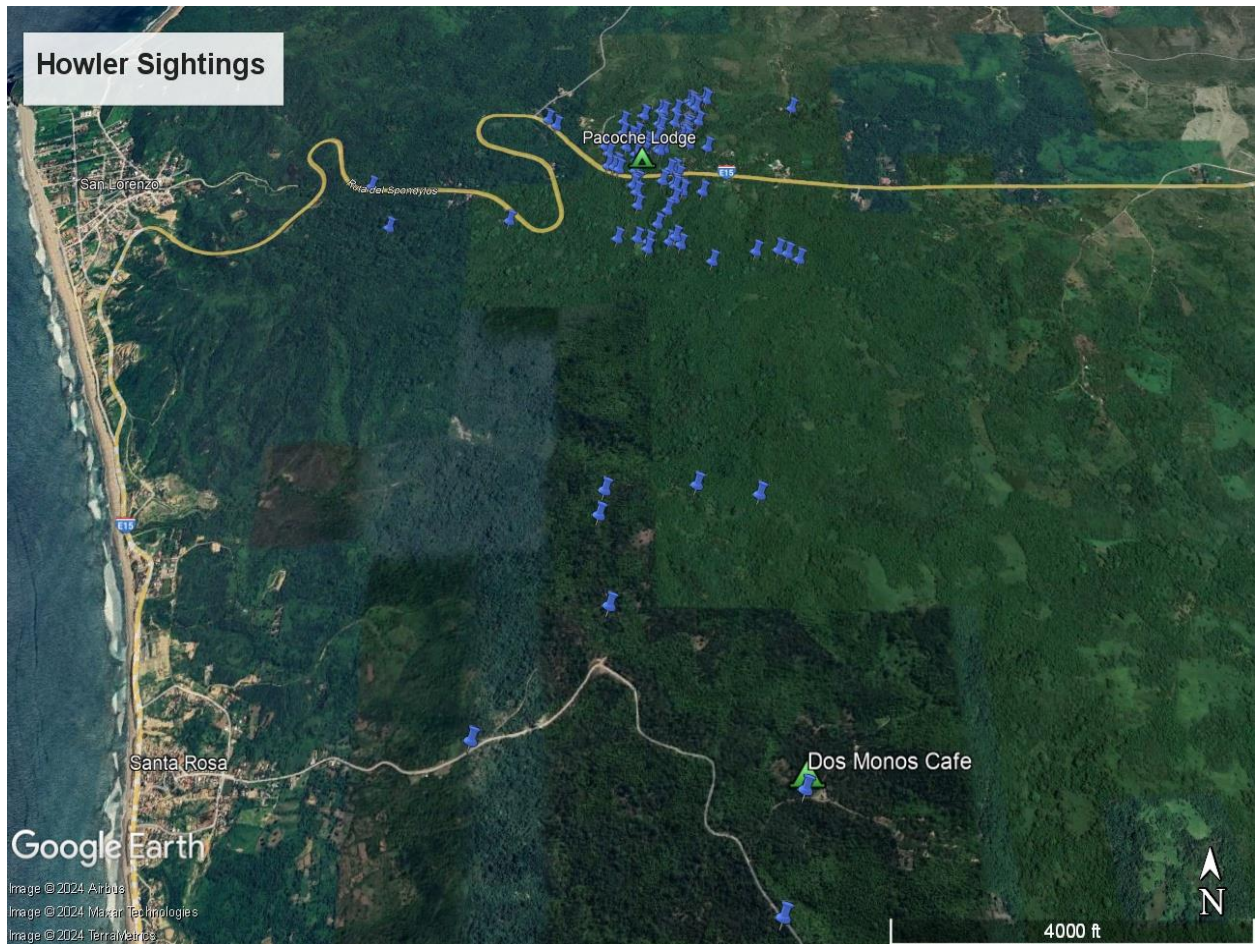 Howler Sightings
Pacoche Lodge
E15
San Lorenzo
Ruta del Spondylus
E15
Dos Monos Cafe
Santa Rosa
Google Earth
Image © 2024 Airbus
Image © 2024 Maxar Technologies
Image © 2024 TerraMetrics
N
4000 ft